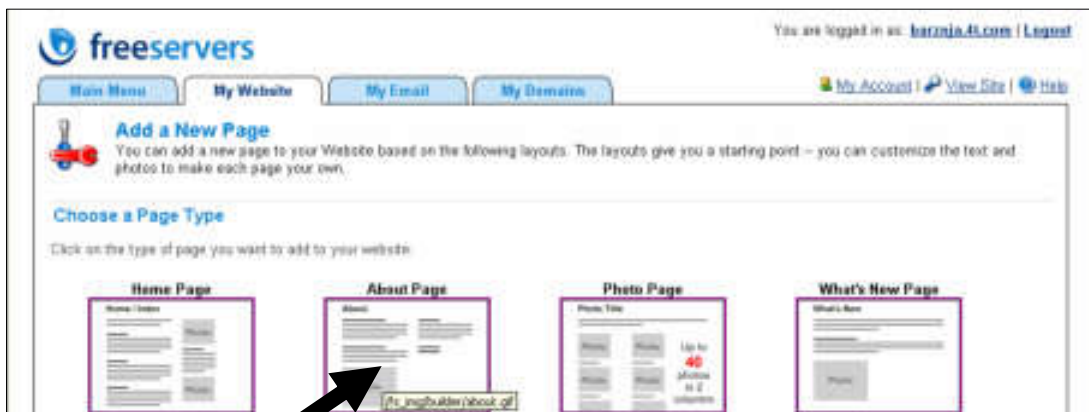 You are logged in as: barznja.4t.com | Logout
freeservers
Main Menu My Website My Email My Domains
My Account | View Site | Help
Add a New Page
You can add a new page to your Website based on the following layouts. The layouts give you a starting point – you can customize the text and
photos to make each page your own.
Choose a Page Type
Click on the type of page you want to add to your website.
Home Page About Page Photo Page What's New Page
Home / Index About Photo Title What's New
Photo Photo Photo Up to
40
photos
Photo Photo Photo in 2
columns
Photo
/fs_img/builder/about.gif